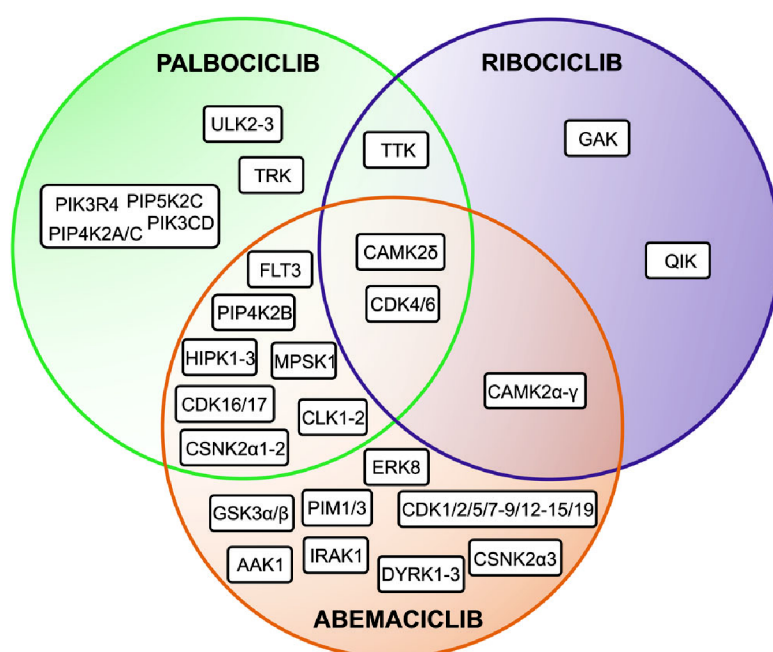 PALBOCICLIB
RIBOCICLIB
ULK2-3
TTK
GAK
TRK
PIK3R4 PIP5K2C
PIP4K2A/C PIK3CD
CAMK2δ
QIK
FLT3
CDK4/6
PIP4K2B
HIPK1-3
MPSK1
CAMK2α-γ
CDK16/17
CLK1-2
CSNK2α1-2
ERK8
GSK3α/β
PIM1/3
CDK1/2/5/7-9/12-15/19
AAK1
IRAK1
DYRK1-3
CSNK2α3
ABEMACICLIB